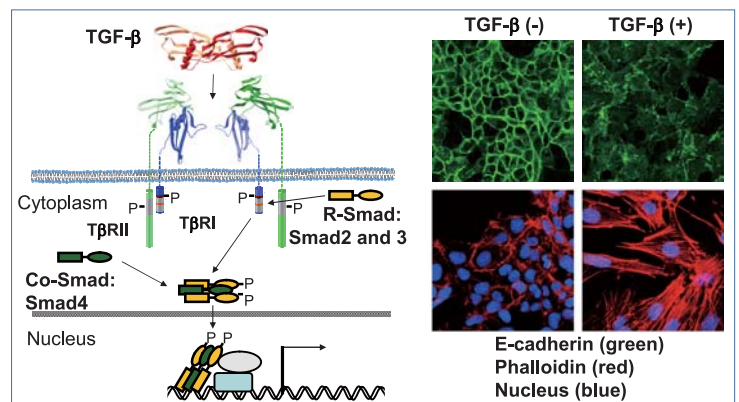 TGF-β
Cytoplasm
P
P
P
P
TβRII
TβRI
R-Smad:
Smad2 and 3
Co-Smad:
Smad4
P
P
Nucleus
P
P
TGF-β (-)
TGF-β (+)
E-cadherin (green)
Phalloidin (red)
Nucleus (blue)